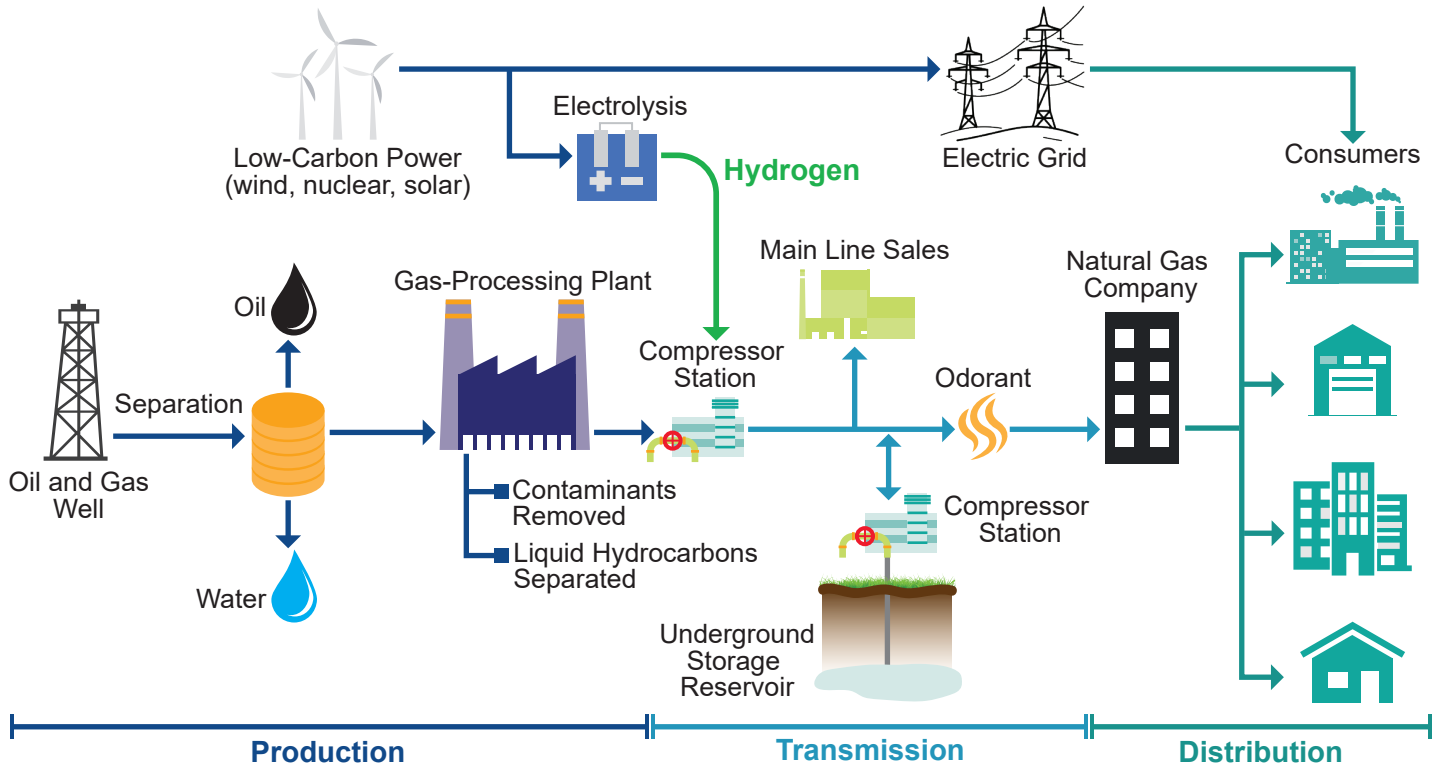 Electrolysis
Low-Carbon Power
(wind, nuclear, solar)
Hydrogen
Electric Grid
Consumers
Oil
Gas-Processing Plant
Main Line Sales
Natural Gas
Company
Compressor
Station
Separation
Odorant
Oil and Gas
Well
Contaminants
Removed
Liquid Hydrocarbons
Separated
Compressor
Station
Water
Underground
Storage
Reservoir
Production
Transmission
Distribution